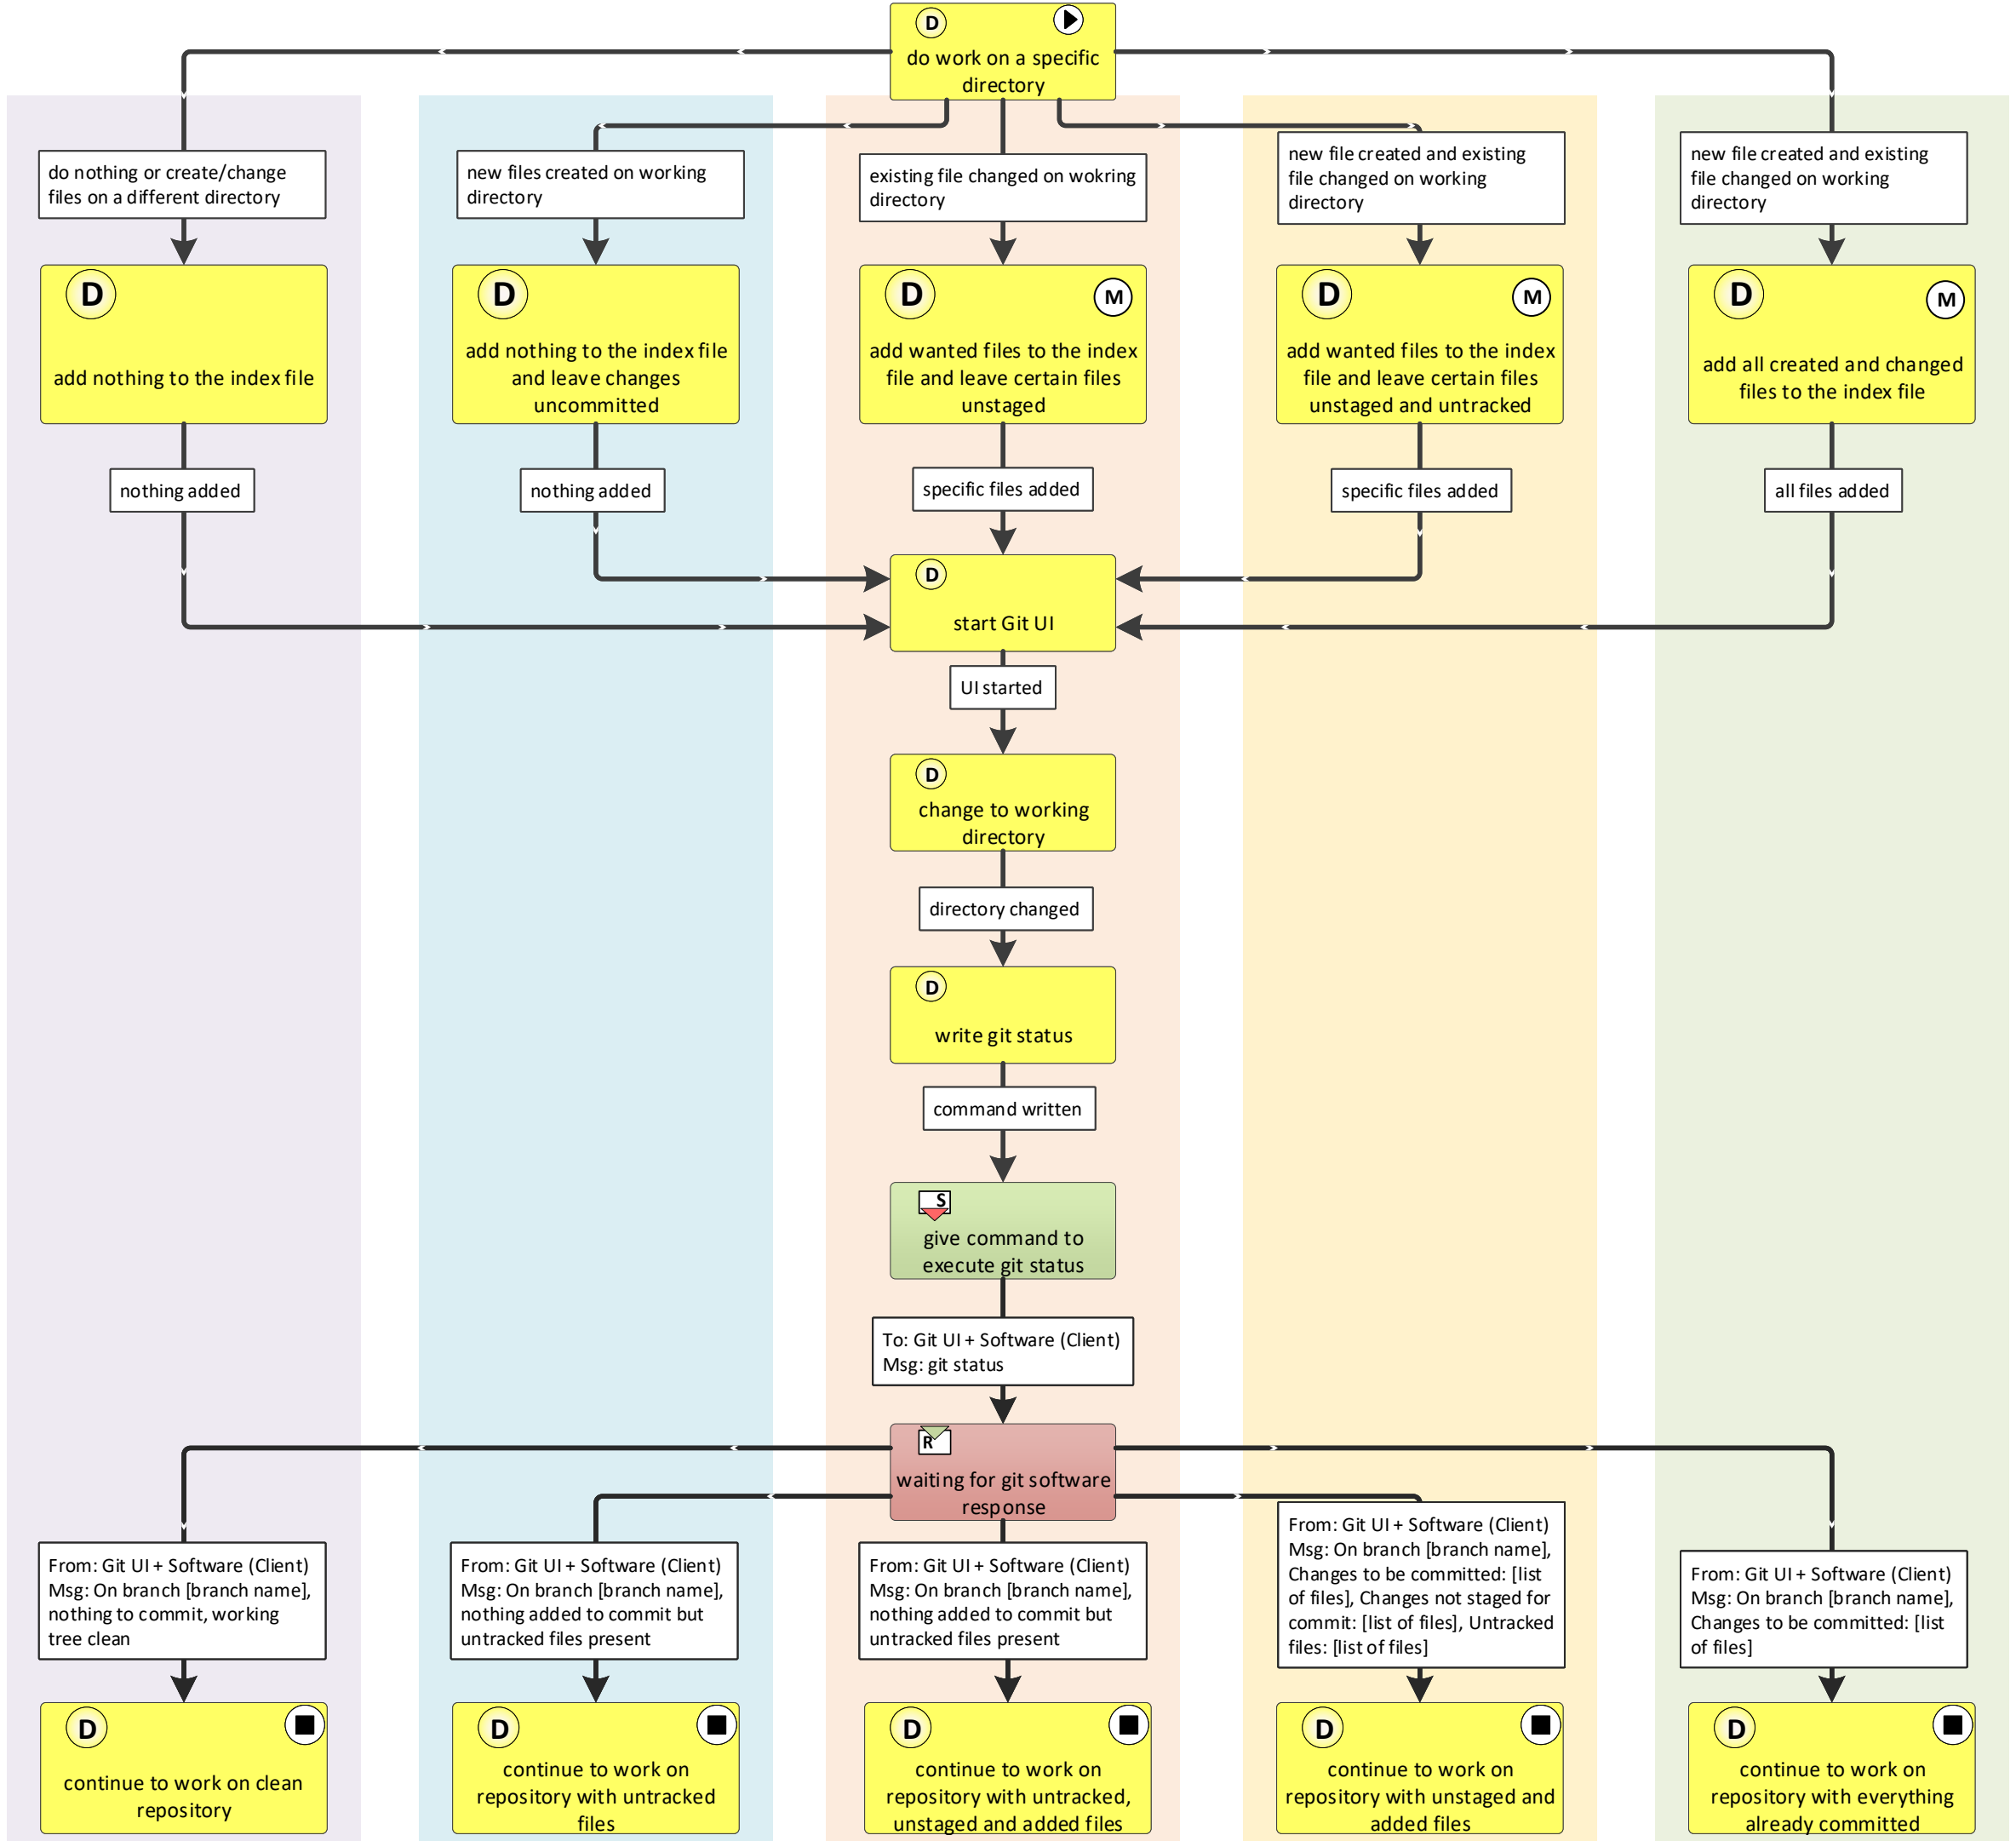 D
do work on a specific
directory
do nothing or create/change
files on a different directory
new files created on working
directory
existing file changed on wokring
directory
new file created and existing
file changed on working
directory
new file created and existing
file changed on working
directory
D
add nothing to the index file
D
add nothing to the index file
and leave changes
uncommitted
D M
add wanted files to the index
file and leave certain files
unstaged
D M
add wanted files to the index
file and leave certain files
unstaged and untracked
D M
add all created and changed
files to the index file
nothing added
nothing added
specific files added
specific files added
all files added
D
start Git UI
UI started
D
change to working
directory
directory changed
D
write git status
command written
S
give command to
execute git status
To: Git UI + Software (Client)
Msg: git status
R
waiting for git software
response
From: Git UI + Software (Client)
Msg: On branch [branch name],
nothing to commit, working
tree clean
From: Git UI + Software (Client)
Msg: On branch [branch name],
nothing added to commit but
untracked files present
From: Git UI + Software (Client)
Msg: On branch [branch name],
nothing added to commit but
untracked files present
From: Git UI + Software (Client)
Msg: On branch [branch name],
Changes to be committed: [list
of files], Changes not staged for
commit: [list of files], Untracked
files: [list of files]
From: Git UI + Software (Client)
Msg: On branch [branch name],
Changes to be committed: [list
of files]
D
continue to work on clean
repository
D
continue to work on
repository with untracked
files
D
continue to work on
repository with untracked,
unstaged and added files
D
continue to work on
repository with unstaged and
added files
D
continue to work on
repository with everything
already committed